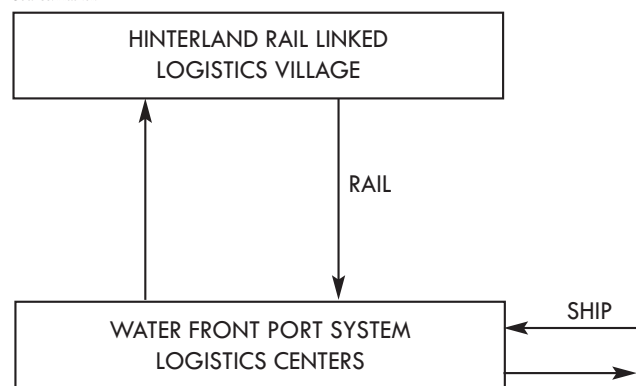 HINTERLAND RAIL LINKED
LOGISTICS VILLAGE
RAIL
SHIP
WATER FRONT PORT SYSTEM
LOGISTICS CENTERS